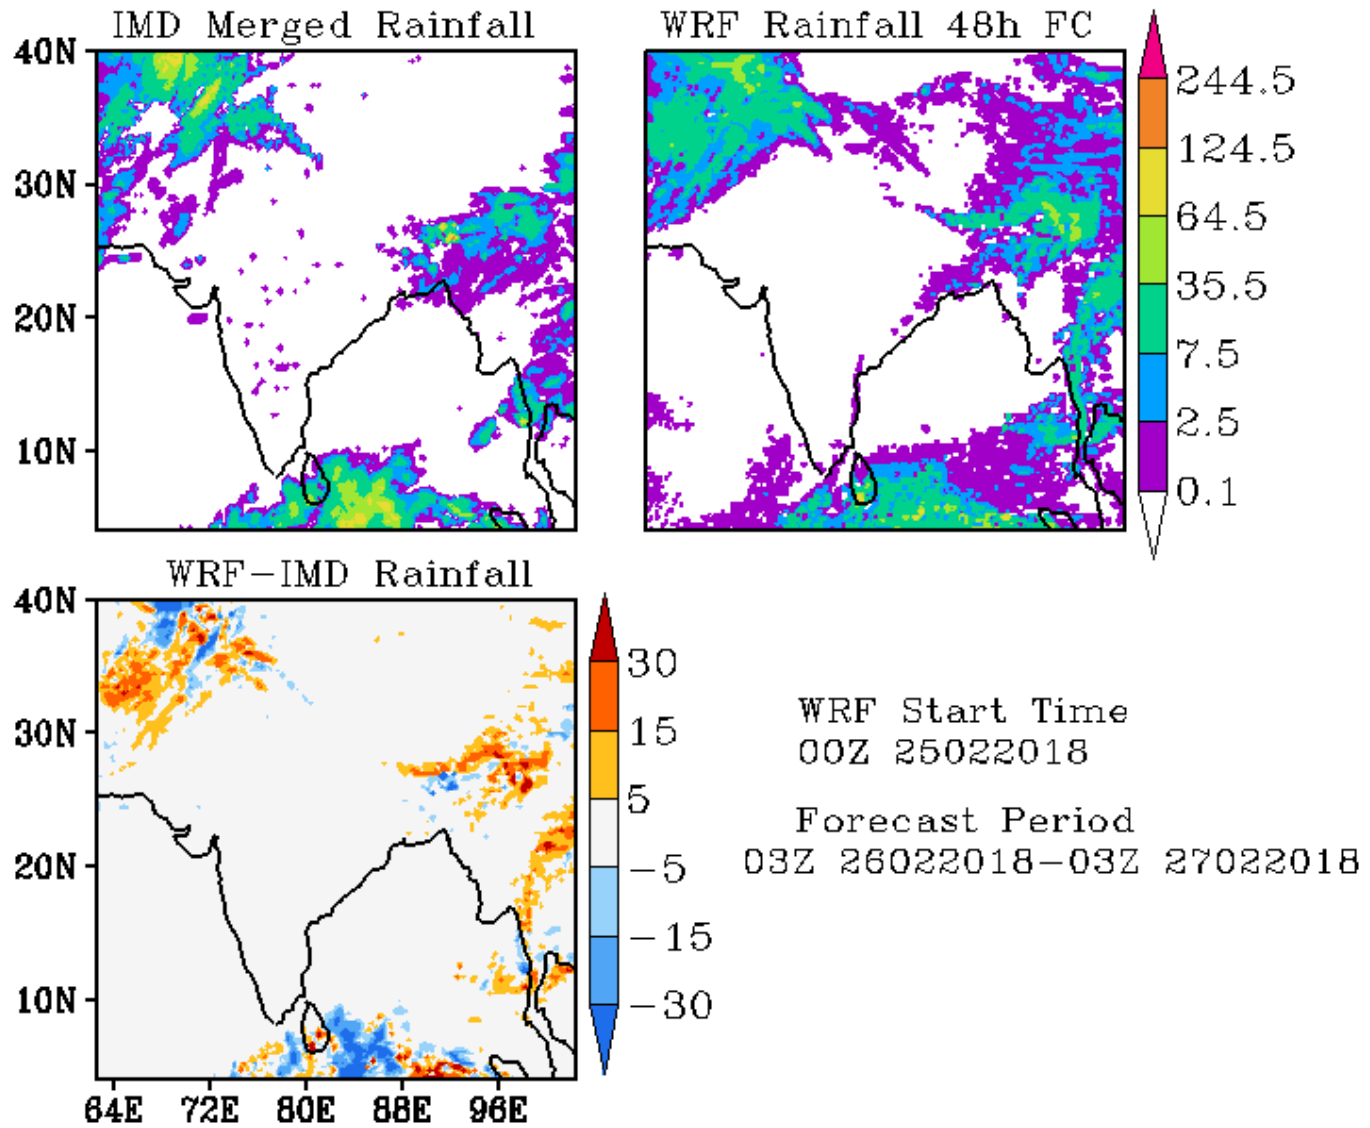 IMD Merged Rainfall
WRF Rainfall 48h FC
40N
30N
20N
10N
244.5
124.5
64.5
35.5
7.5
2.5
0.1
WRF-IMD Rainfall
40N
30N
20N
10N
64E 72E 80E 88E 96E
30
15
5
-5
-15
-30
WRF Start Time
00Z 25022018
Forecast Period
03Z 26022018-03Z 27022018